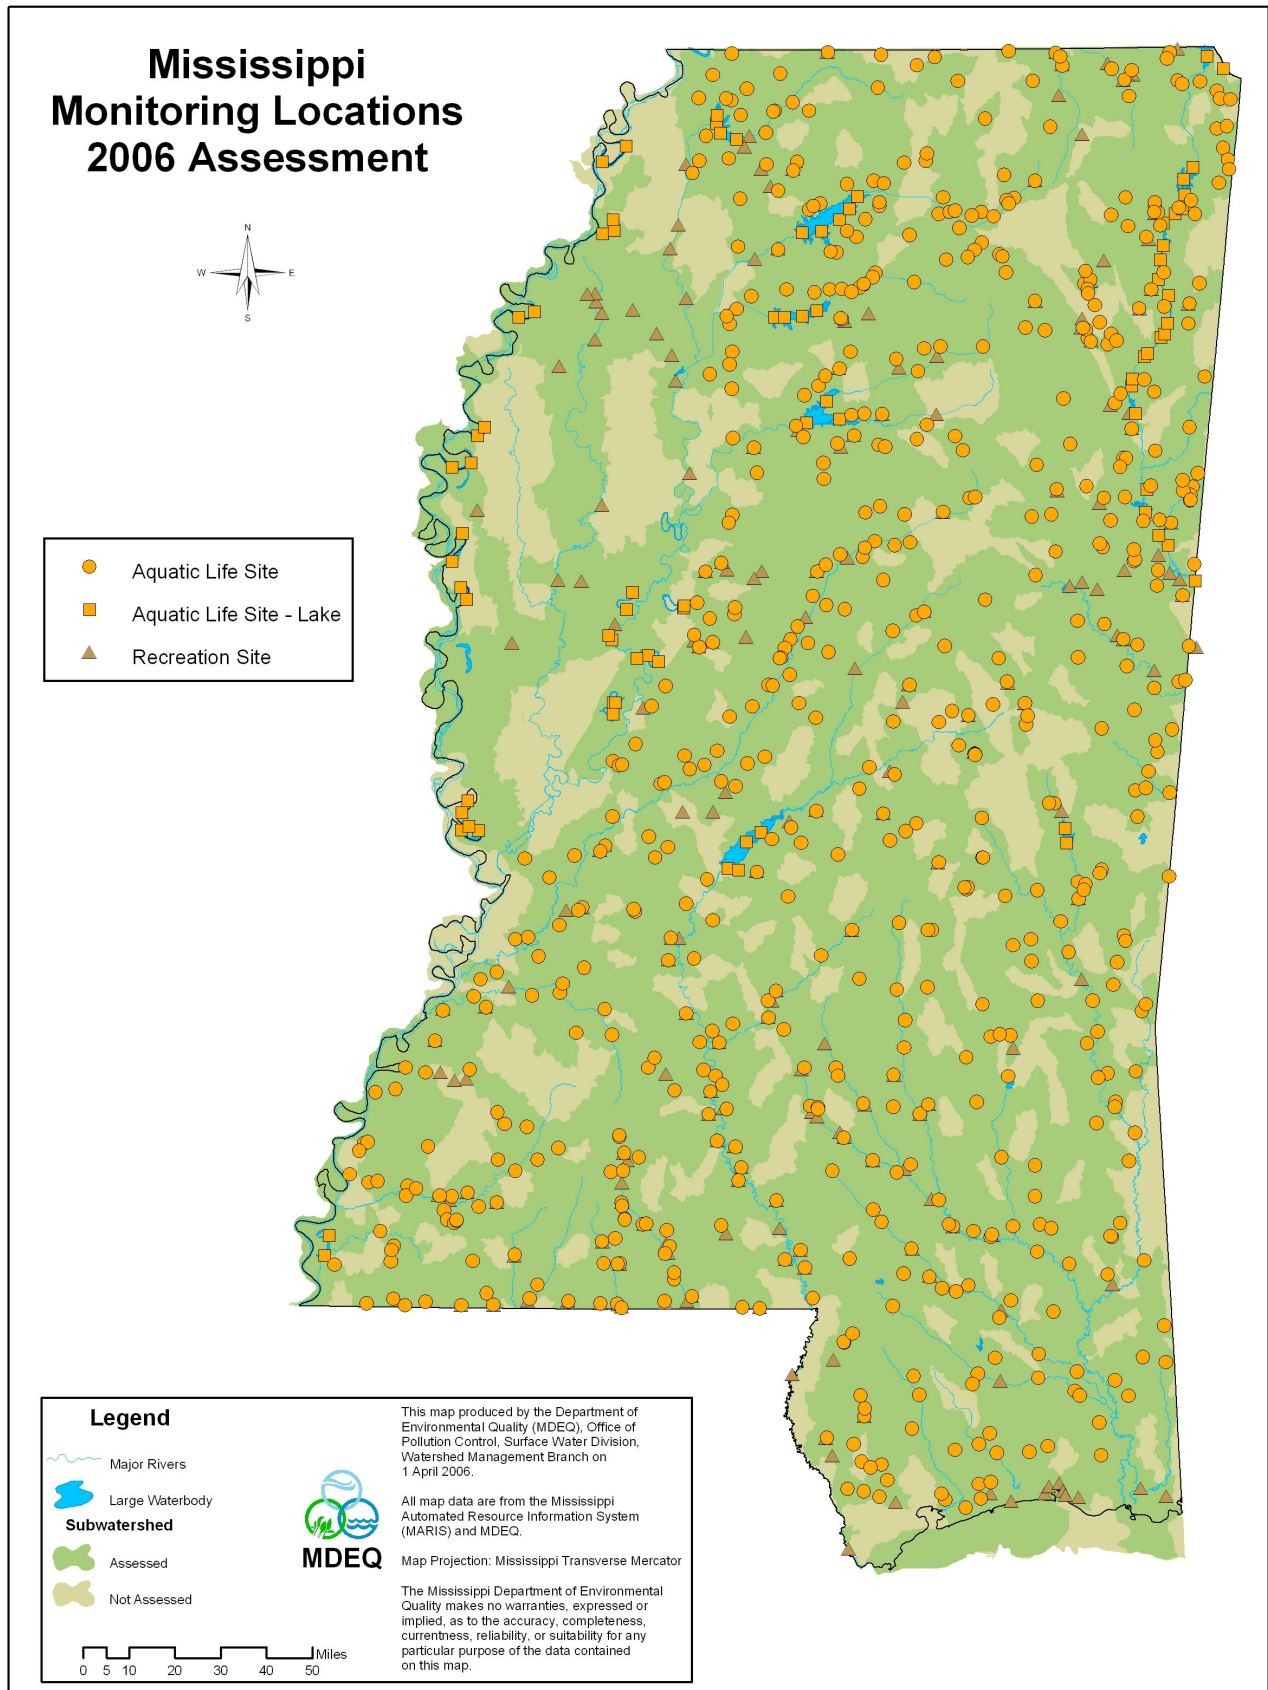 Mississippi
Monitoring Locations
2006 Assessment
N
W
E
S
Aquatic Life Site
Aquatic Life Site - Lake
Recreation Site
Legend
Major Rivers
Large Waterbody
Subwatershed
Assessed
Not Assessed
Miles
0 5 10 20 30 40 50
MDEQ
This map produced by the Department of
Environmental Quality (MDEQ), Office of
Pollution Control, Surface Water Division,
Watershed Management Branch on
1 April 2006.
All map data are from the Mississippi
Automated Resource Information System
(MARIS) and MDEQ.
Map Projection: Mississippi Transverse Mercator
The Mississippi Department of Environmental
Quality makes no warranties, expressed or
implied, as to the accuracy, completeness,
currentness, reliability, or suitability for any
particular purpose of the data contained
on this map.